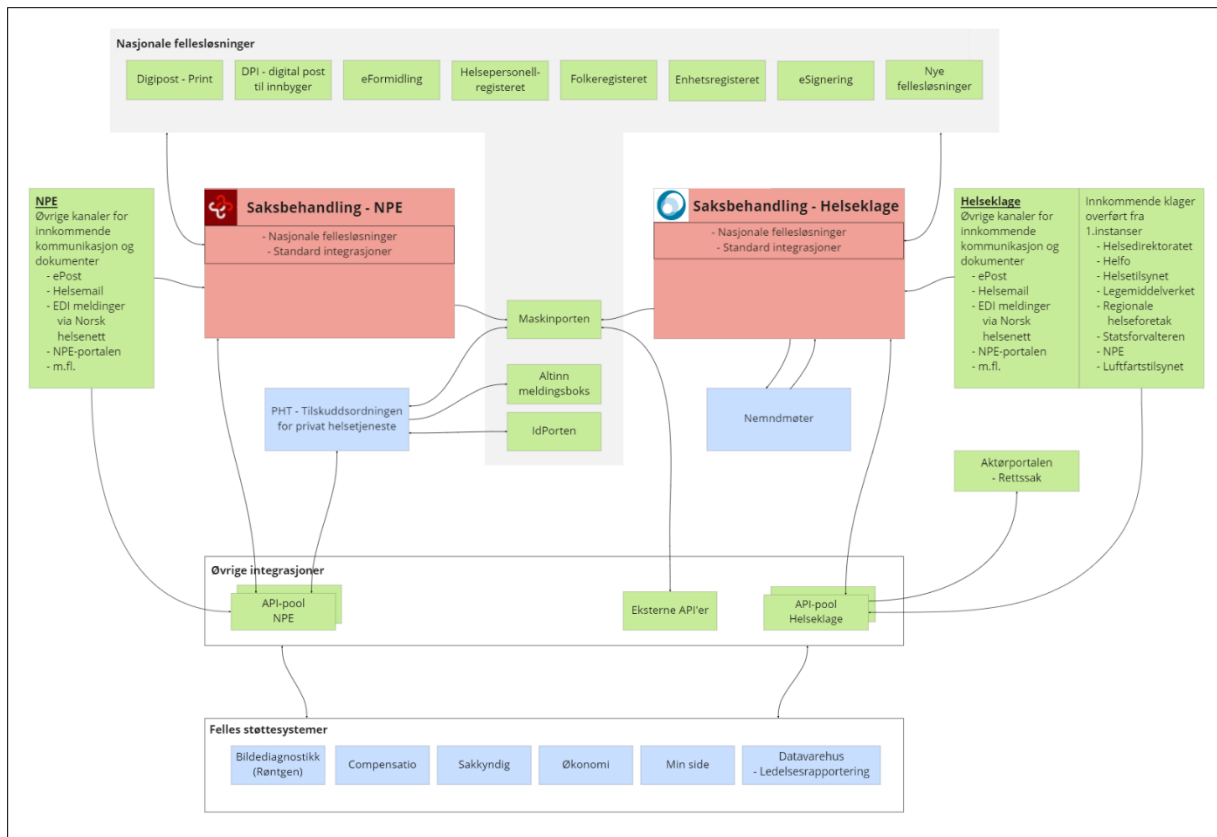 Nasjonale fellesløsninger
Digipost - Print
DPI - digital post
til innbyger
eFormidling
Helsepersonell-
registeret
Folkeregisteret
Enhetsregisteret
eSignering
Nye
fellesløsninger
NPE
Øvrige kanaler for
innkommende
kommunikasjon og
dokumenter
- ePost
- Helsemail
- EDI meldinger
via Norsk
helsenett
- NPE-portalen
- m.fl.
Saksbehandling - NPE
- Nasjonale fellesløsninger
- Standard integrasjoner
Saksbehandling - Helseklage
- Nasjonale fellesløsninger
- Standard integrasjoner
Helseklage
Øvrige kanaler for
innkommende
kommunikasjon og
dokumenter
- ePost
- Helsemail
- EDI meldinger
via Norsk
helsenett
- NPE-portalen
- m.fl.
Innkommende klager
overført fra
1.instanser
- Helsedirektoratet
- Helfo
- Helsetilsynet
- Legemiddelverket
- Regionale
helseforetak
- Statsforvalteren
- NPE
- Luftfartstilsynet
Maskinporten
Altinn
meldingsboks
IdPorten
PHT - Tilskuddsordningen
for privat helsetjeneste
Nemndmøter
Aktørportalen
- Rettssak
Øvrige integrasjoner
API-pool
NPE
Eksterne API'er
API-pool
Helseklage
Felles støttesystemer
Bildediagnostikk
(Røntgen)
Compensatio
Sakkyndig
Økonomi
Min side
Datavarehus
- Ledelsesrapportering